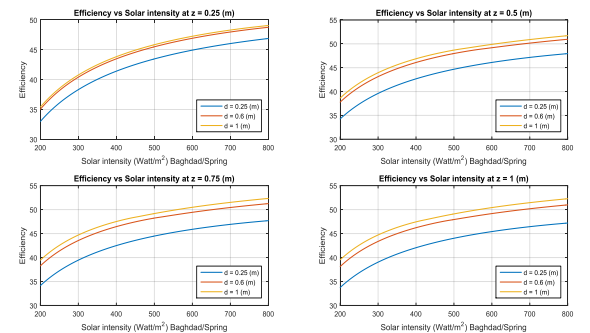 Efficiency vs Solar intensity at z = 0.25 (m)
50
45
40
35
30
Efficiency
d = 0.25 (m)
d = 0.6 (m)
d = 1 (m)
200 300 400 500 600 700 800
Solar intensity (Watt/m²) Baghdad/Spring
Efficiency vs Solar intensity at z = 0.5 (m)
55
50
45
40
35
30
Efficiency
d = 0.25 (m)
d = 0.6 (m)
d = 1 (m)
200 300 400 500 600 700 800
Solar intensity (Watt/m²) Baghdad/Spring
Efficiency vs Solar intensity at z = 0.75 (m)
55
50
45
40
35
30
Efficiency
d = 0.25 (m)
d = 0.6 (m)
d = 1 (m)
200 300 400 500 600 700 800
Solar intensity (Watt/m²) Baghdad/Spring
Efficiency vs Solar intensity at z = 1 (m)
55
50
45
40
35
30
Efficiency
d = 0.25 (m)
d = 0.6 (m)
d = 1 (m)
200 300 400 500 600 700 800
Solar intensity (Watt/m²) Baghdad/Spring